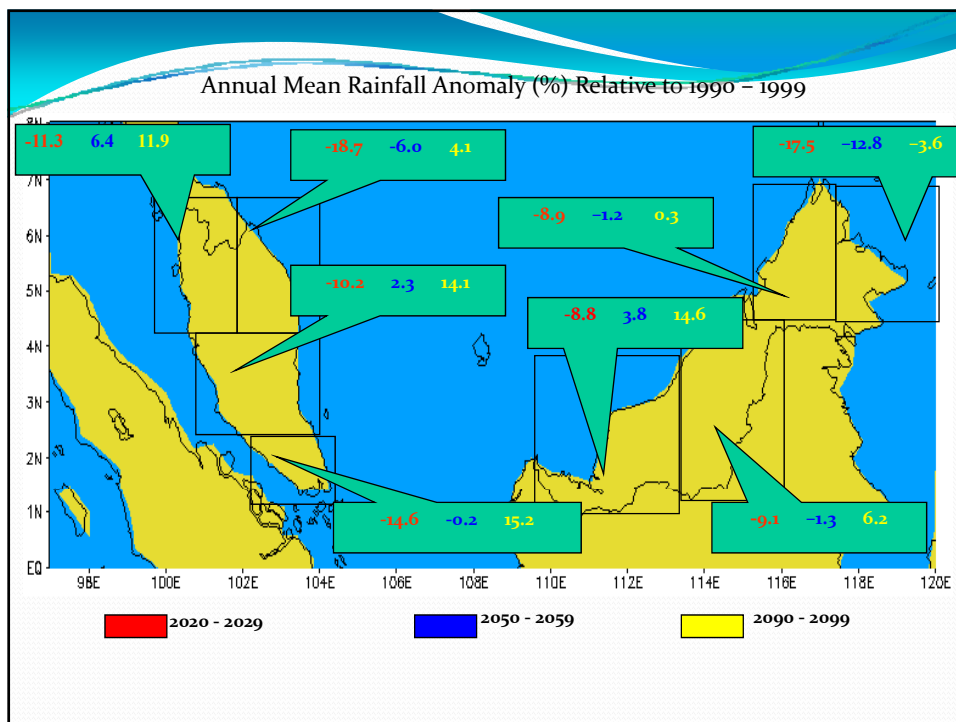 Annual Mean Rainfall Anomaly (%) Relative to 1990 – 1999
8N
-11.3 6.4 11.9
-18.7 -6.0 4.1
-17.5 –12.8 –3.6
7N
-8.9 –1.2 0.3
6N
-10.2 2.3 14.1
5N
-8.8 3.8 14.6
4N
3N
2N
1N
-14.6 -0.2 15.2
-9.1 –1.3 6.2
EQ
98E 100E 102E 104E 106E 108E 110E 112E 114E 116E 118E 120E
2020 - 2029 2050 - 2059 2090 - 2099